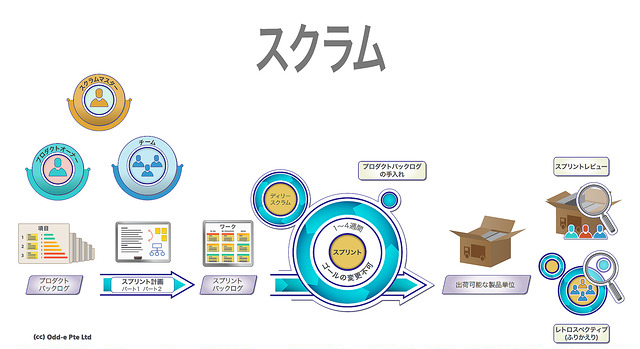 スクラム
スクラムマスター
プロダクトオーナー
チーム
項目
1
2
3
プロダクト
バックログ
スプリント計画
パート1 パート2
ワーク
スプリント
バックログ
デイリー
スクラム
プロダクトバックログ
の手入れ
1〜4週間
スプリント
ゴールの変更不可
出荷可能な製品単位
スプリントレビュー
レトロスペクティブ
(ふりかえり)
(cc) Odd-e Pte Ltd